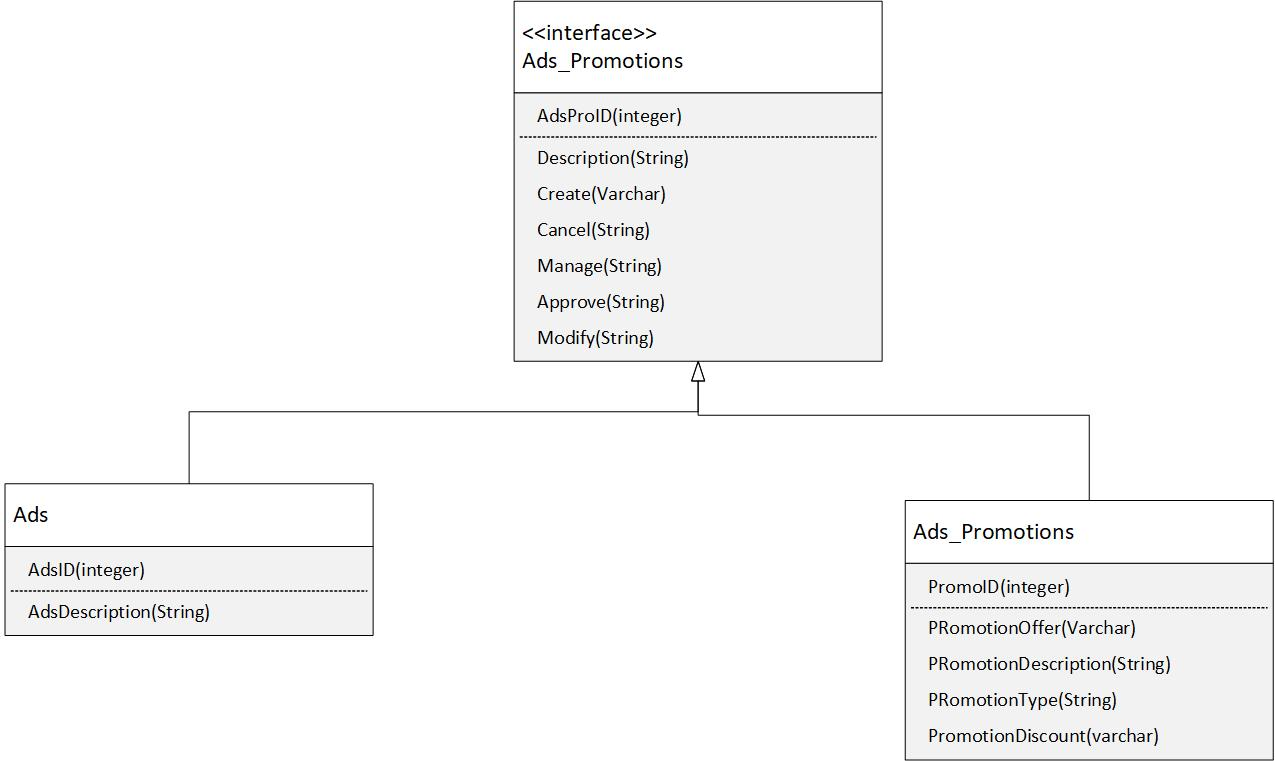 <<interface>>
Ads_Promotions
AdsProID(integer)
Description(String)
Create(Varchar)
Cancel(String)
Manage(String)
Approve(String)
Modify(String)
Ads
AdsID(integer)
AdsDescription(String)
Ads_Promotions
PromoID(integer)
PRomotionOffer(Varchar)
PRomotionDescription(String)
PRomotionType(String)
PromotionDiscount(varchar)